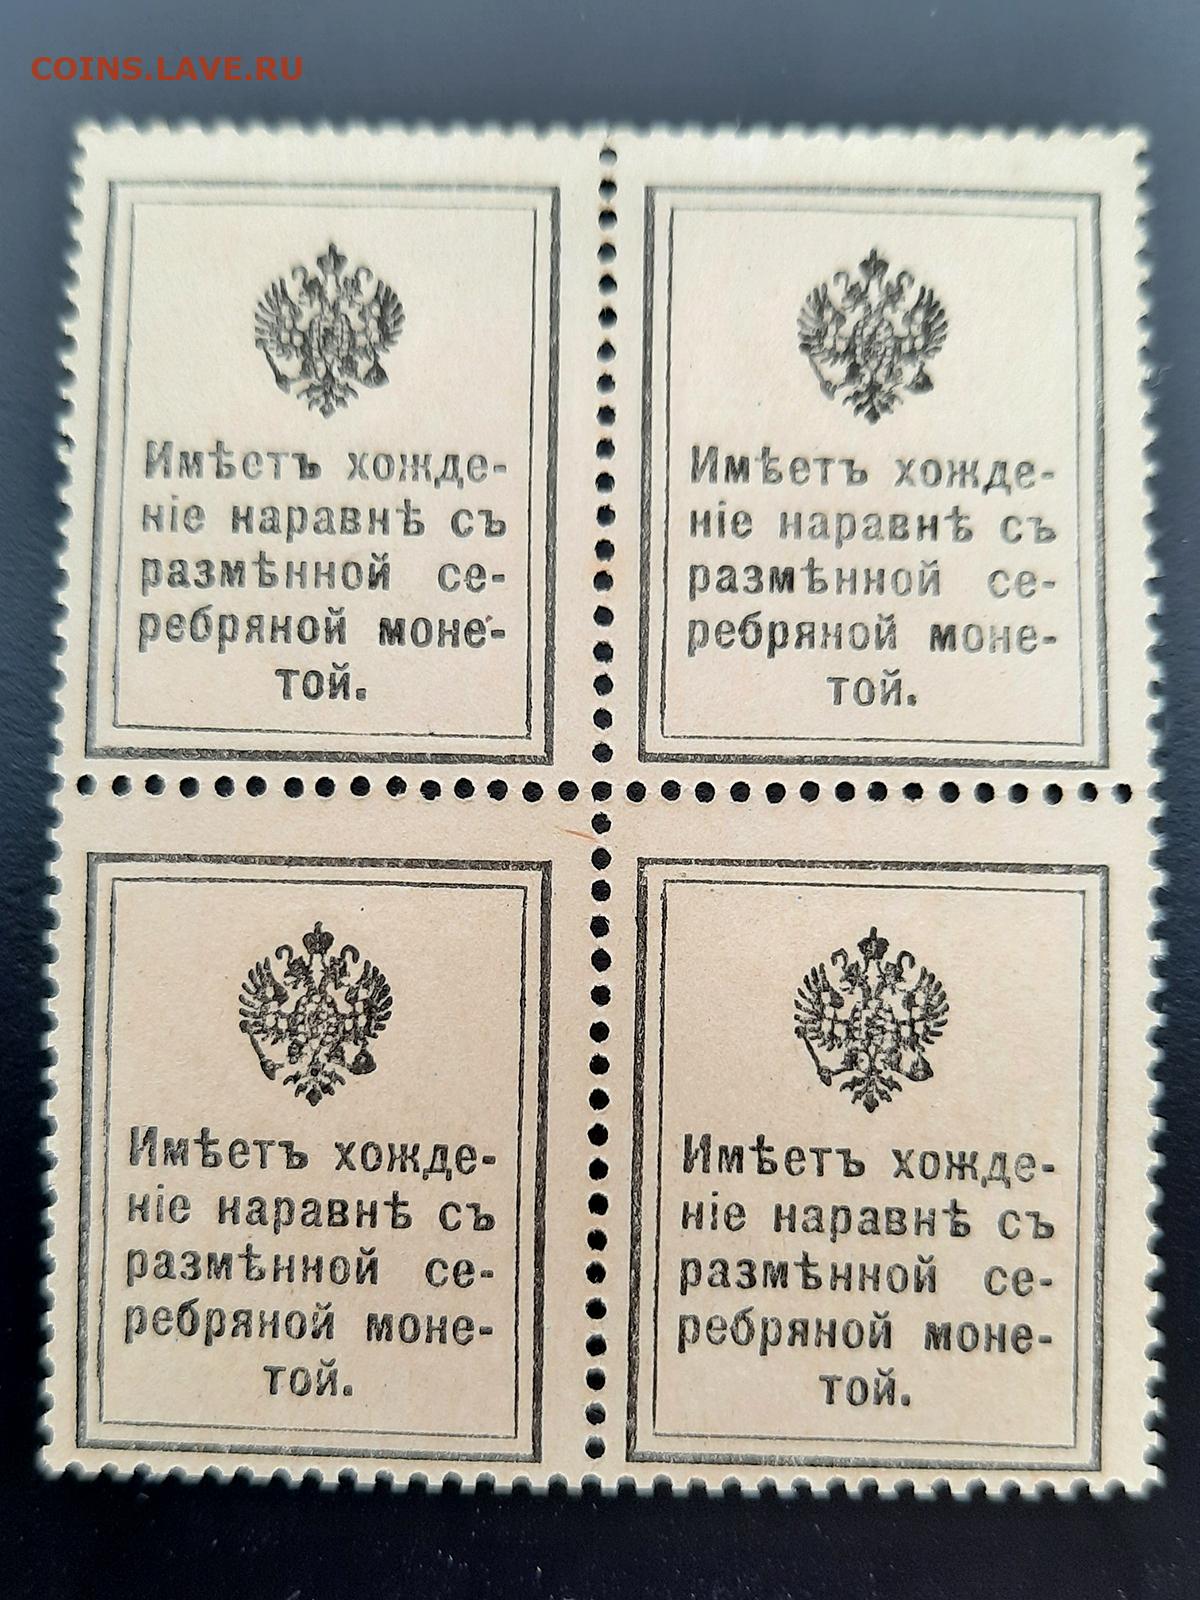 COINS.LAVE.RU
Имѣетъ хожде-
ніе наравнѣ съ
размѣнной се-
ребряной моне-
той.
Имѣетъ хожде-
ніе наравнѣ съ
размѣнной се-
ребряной моне-
той.
Имѣетъ хожде-
ніе наравнѣ съ
размѣнной се-
ребряной моне-
той.
Имѣетъ хожде-
ніе наравнѣ съ
размѣнной се-
ребряной моне-
той.